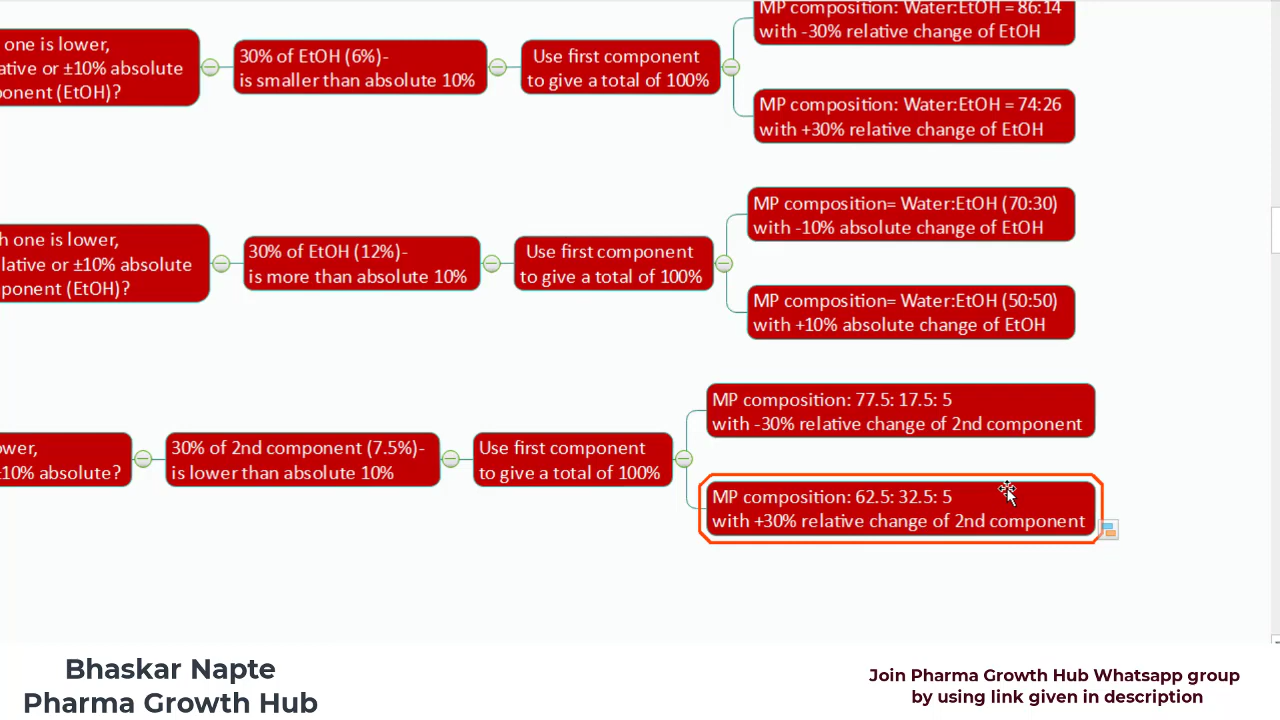 one is lower,
ative or ±10% absolute
onent (EtOH)?
30% of EtOH (6%)-
is smaller than absolute 10%
Use first component
to give a total of 100%
MP composition: Water:EtOH = 86:14
with -30% relative change of EtOH
MP composition: Water:EtOH = 74:26
with +30% relative change of EtOH
h one is lower,
lative or ±10% absolute
ponent (EtOH)?
30% of EtOH (12%)-
is more than absolute 10%
Use first component
to give a total of 100%
MP composition= Water:EtOH (70:30)
with -10% absolute change of EtOH
MP composition= Water:EtOH (50:50)
with +10% absolute change of EtOH
ower,
10% absolute?
30% of 2nd component (7.5%)-
is lower than absolute 10%
Use first component
to give a total of 100%
MP composition: 77.5: 17.5: 5
with -30% relative change of 2nd component
MP composition: 62.5: 32.5: 5
with +30% relative change of 2nd component
Bhaskar Napte
Pharma Growth Hub
Join Pharma Growth Hub Whatsapp group
by using link given in description